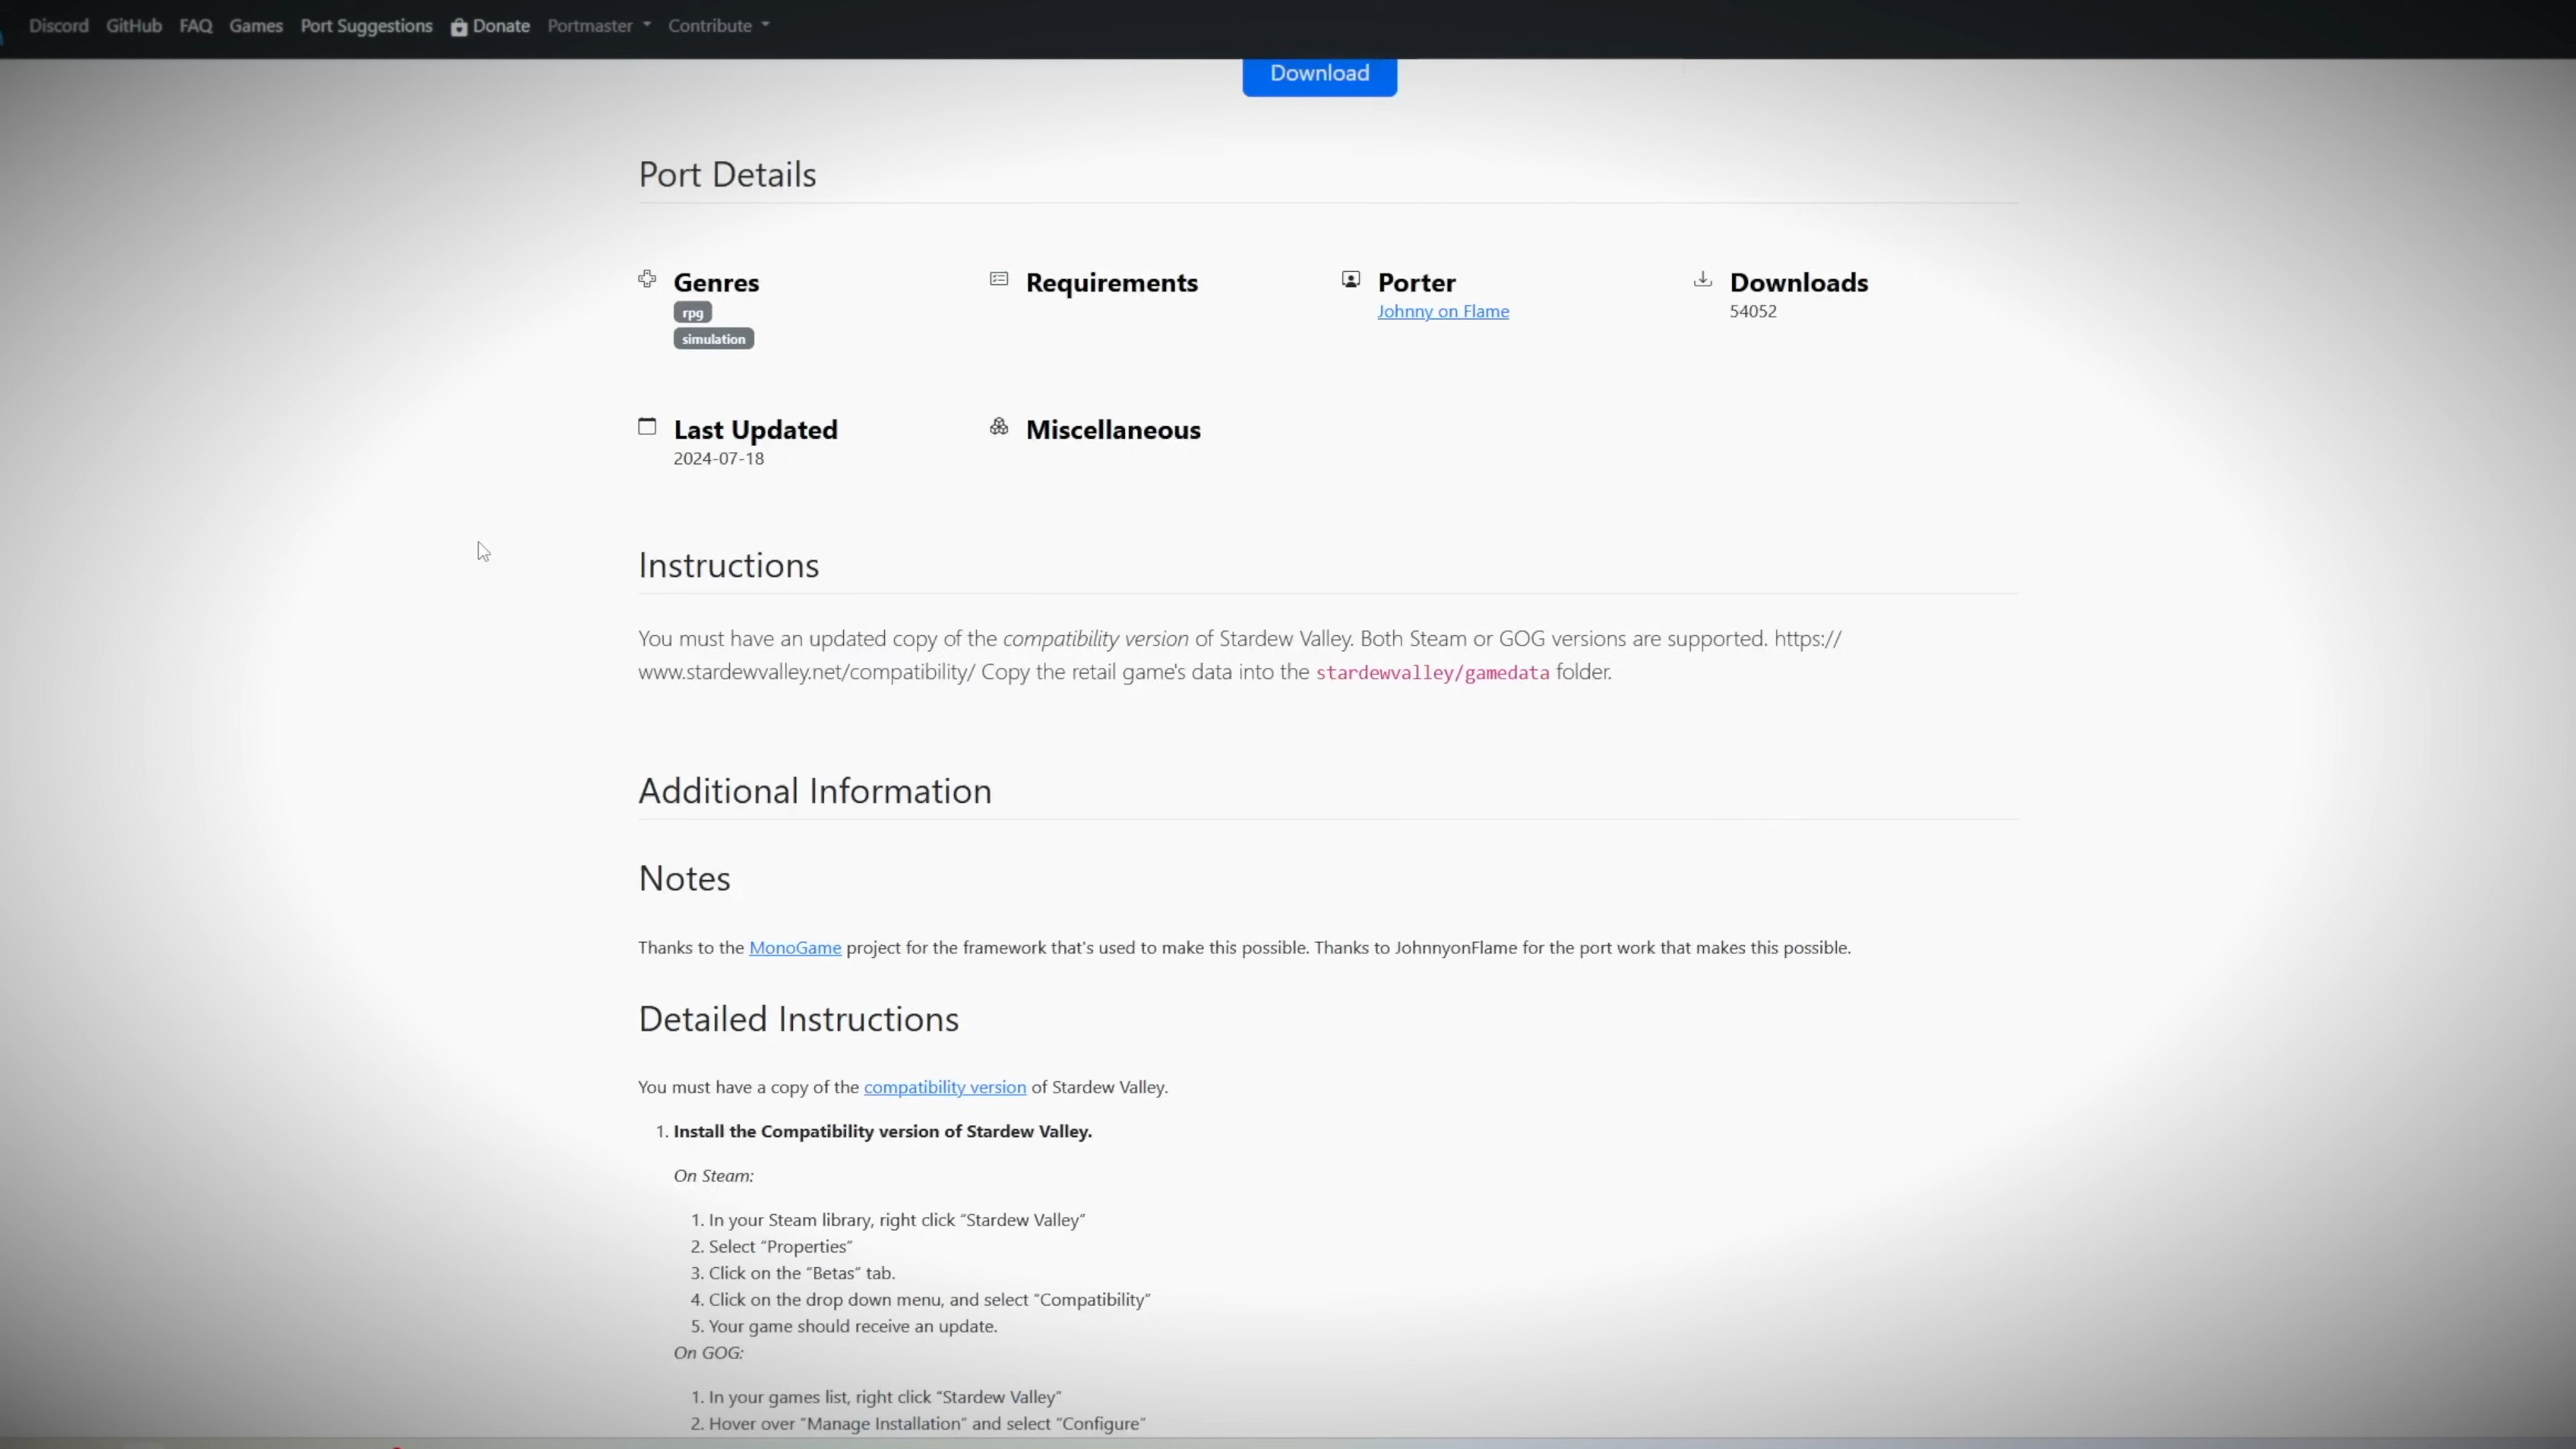 Discord GitHub FAQ Games Port Suggestions Donate Portmaster Contribute
Download
Port Details
Genres
rpg
simulation
Requirements
Porter
Johnny on Flame
Downloads
54052
Last Updated
2024-07-18
Miscellaneous
Instructions
You must have an updated copy of the compatibility version of Stardew Valley. Both Steam or GOG versions are supported. https://
www.stardewvalley.net/compatibility/ Copy the retail game's data into the stardewvalley/gamedata folder.
Additional Information
Notes
Thanks to the MonoGame project for the framework that's used to make this possible. Thanks to JohnnyonFlame for the port work that makes this possible.
Detailed Instructions
You must have a copy of the compatibility version of Stardew Valley.
1. Install the Compatibility version of Stardew Valley.
On Steam:
1. In your Steam library, right click “Stardew Valley”
2. Select “Properties”
3. Click on the “Betas” tab.
4. Click on the drop down menu, and select “Compatibility”
5. Your game should receive an update.
On GOG:
1. In your games list, right click “Stardew Valley”
2. Hover over “Manage Installation” and select “Configure”